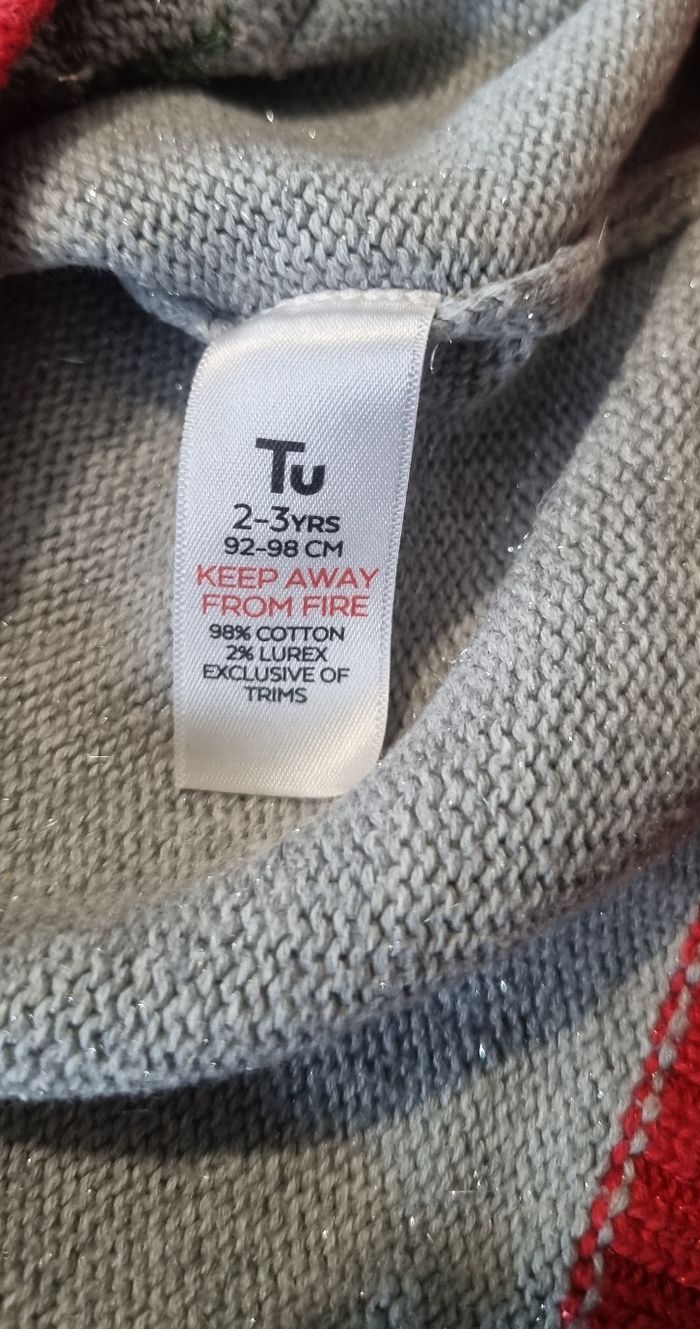 Tu
2-3YRS
92-98 CM
KEEP AWAY
FROM FIRE
98% COTTON
2% LUREX
EXCLUSIVE OF
TRIMS